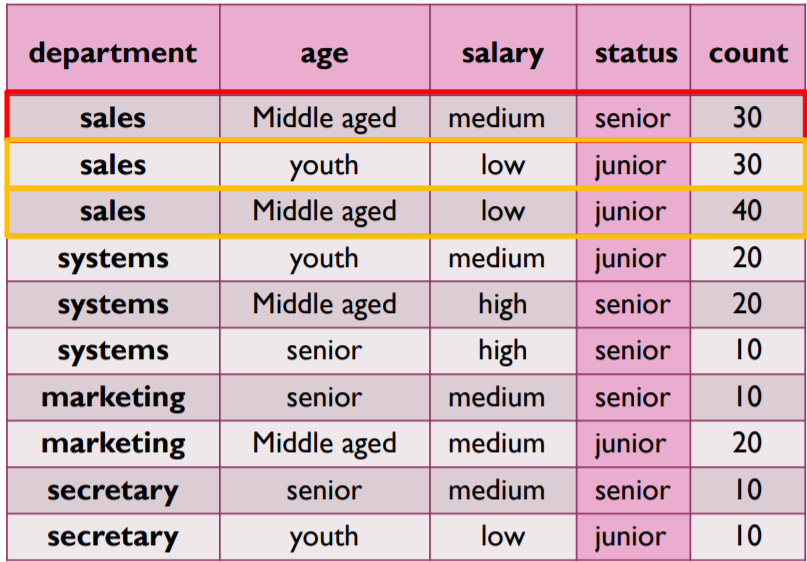 department age salary status count
sales Middle aged medium senior 30
sales youth low junior 30
sales Middle aged low junior 40
systems youth medium junior 20
systems Middle aged high senior 20
systems senior high senior 10
marketing senior medium senior 10
marketing Middle aged medium junior 20
secretary senior medium senior 10
secretary youth low junior 10